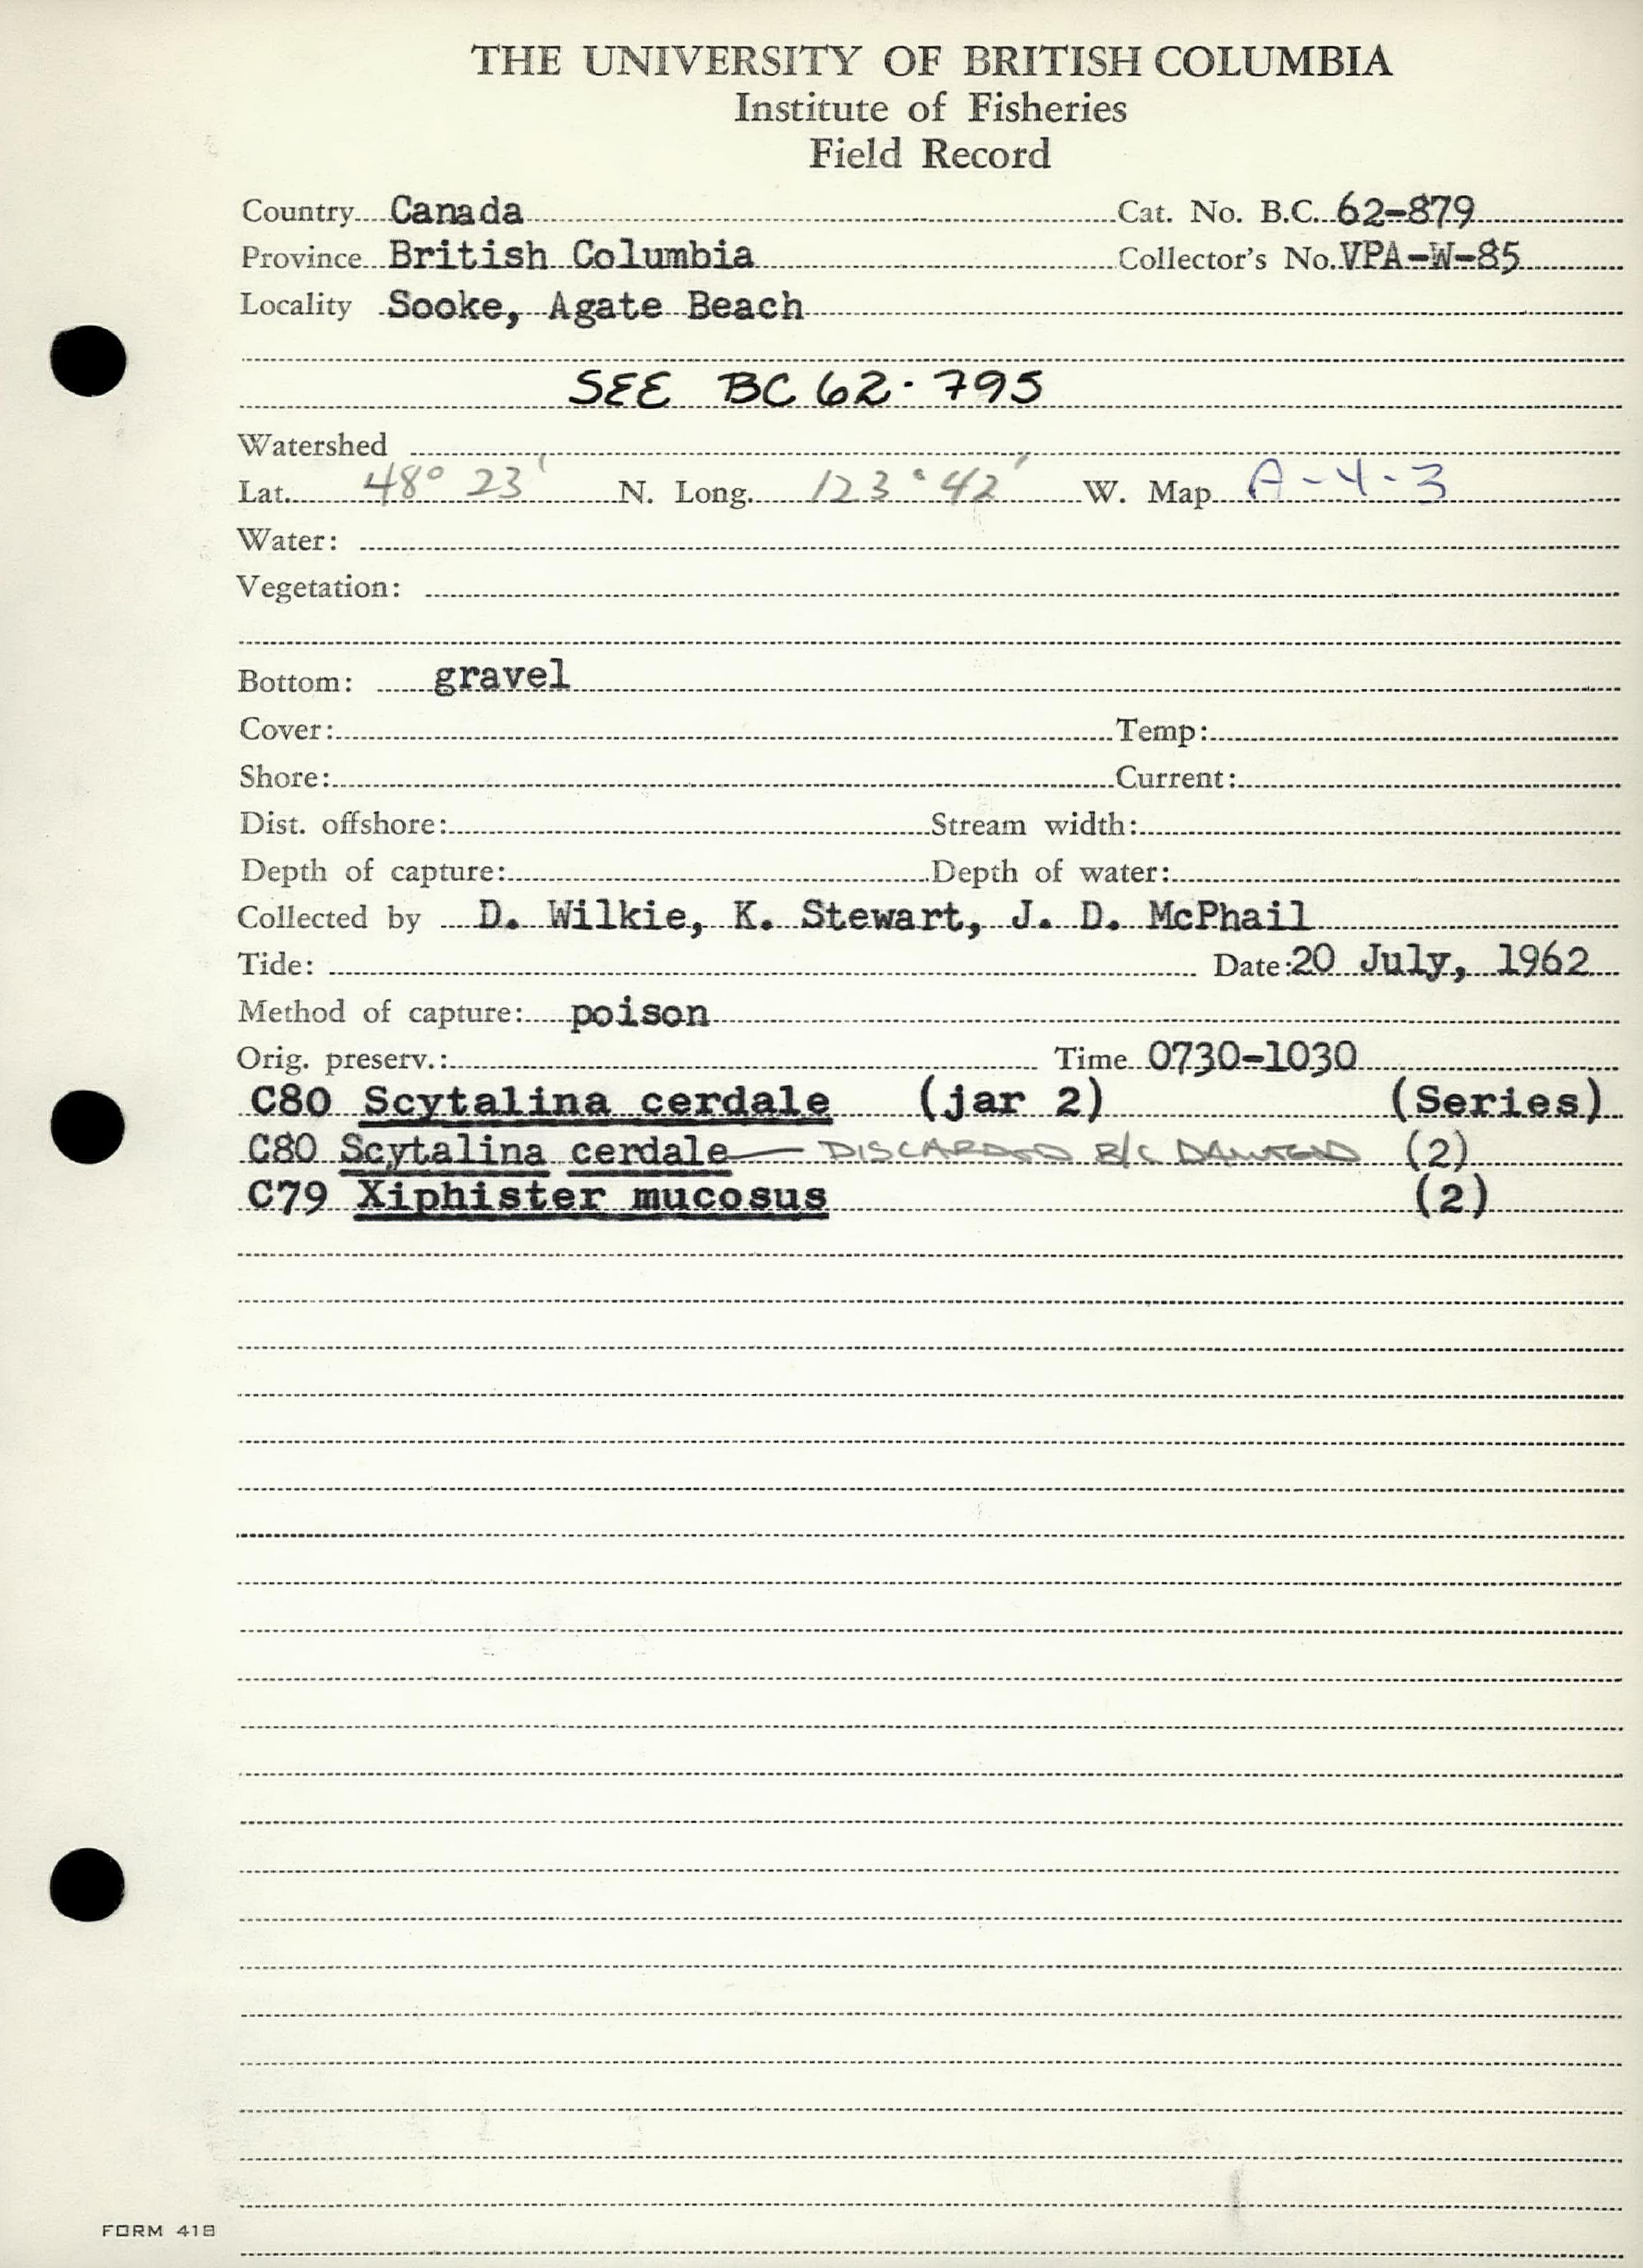 THE UNIVERSITY OF BRITISH COLUMBIA
Institute of Fisheries
Field Record
Country Canada Cat. No. B.C. 62-879
Province British Columbia Collector's No. VPA-W-85
Locality Sooke, Agate Beach
SEE BC 62-795
Watershed
Lat. 48° 23' N. Long. 123° 42' W. Map A-4-3
Water:
Vegetation:
Bottom: gravel
Cover: Temp:
Shore: Current:
Dist. offshore: Stream width:
Depth of capture: Depth of water:
Collected by D. Wilkie, K. Stewart, J. D. McPhail
Tide: Date: 20 July, 1962
Method of capture: poison
Orig. preserv.: Time 0730-1030
C80 Scytalina cerdale (jar 2) (Series)
C80 Scytalina cerdale — DISCARDED B/C DAMAGED (2)
C79 Xiphister mucosus (2)
FORM 418